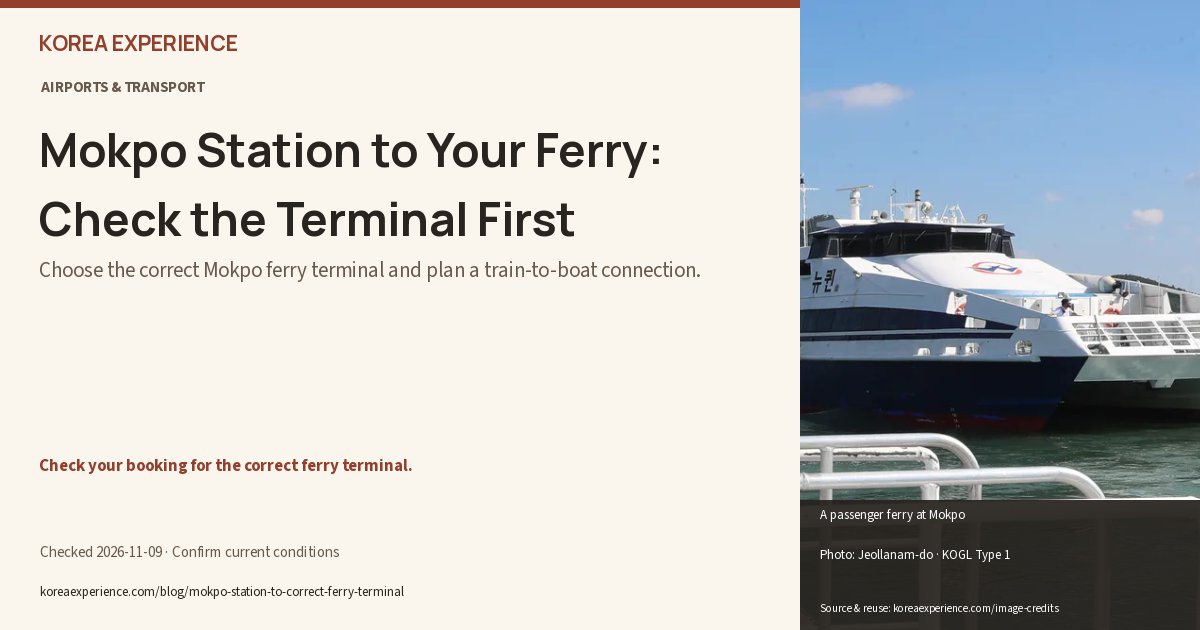 KOREA EXPERIENCE
AIRPORTS & TRANSPORT
Mokpo Station to Your Ferry:
Check the Terminal First
Choose the correct Mokpo ferry terminal and plan a train-to-boat connection.
Check your booking for the correct ferry terminal.
Checked 2026-11-09 · Confirm current conditions
koreaexperience.com/blog/mokpo-station-to-correct-ferry-terminal
뉴퀸
A passenger ferry at Mokpo
Photo: Jeollanam-do · KOGL Type 1
Source & reuse: koreaexperience.com/image-credits